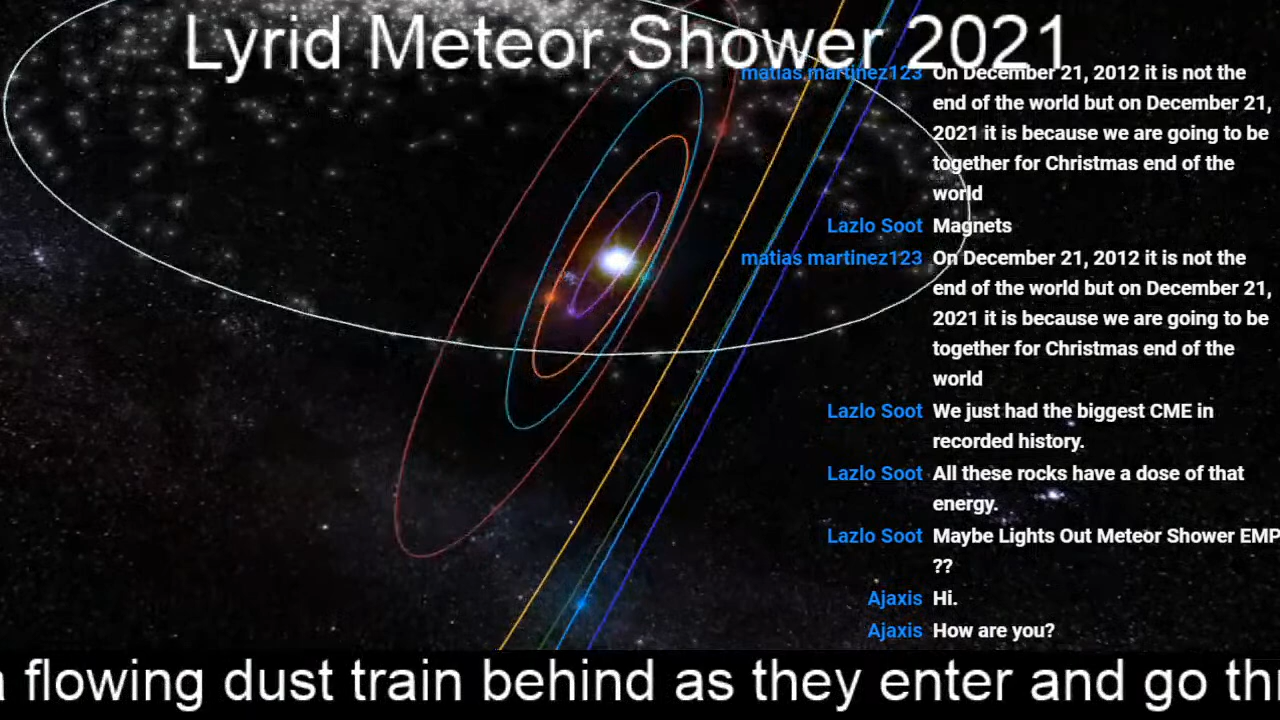 Lyrid Meteor Shower 2021
matias martinez123 On December 21, 2012 it is not the
end of the world but on December 21,
2021 it is because we are going to be
together for Christmas end of the
world
Lazlo Soot Magnets
matias martinez123 On December 21, 2012 it is not the
end of the world but on December 21,
2021 it is because we are going to be
together for Christmas end of the
world
Lazlo Soot We just had the biggest CME in
recorded history.
Lazlo Soot All these rocks have a dose of that
energy.
Lazlo Soot Maybe Lights Out Meteor Shower EMP
??
Ajaxis Hi.
Ajaxis How are you?
flowing dust train behind as they enter and go